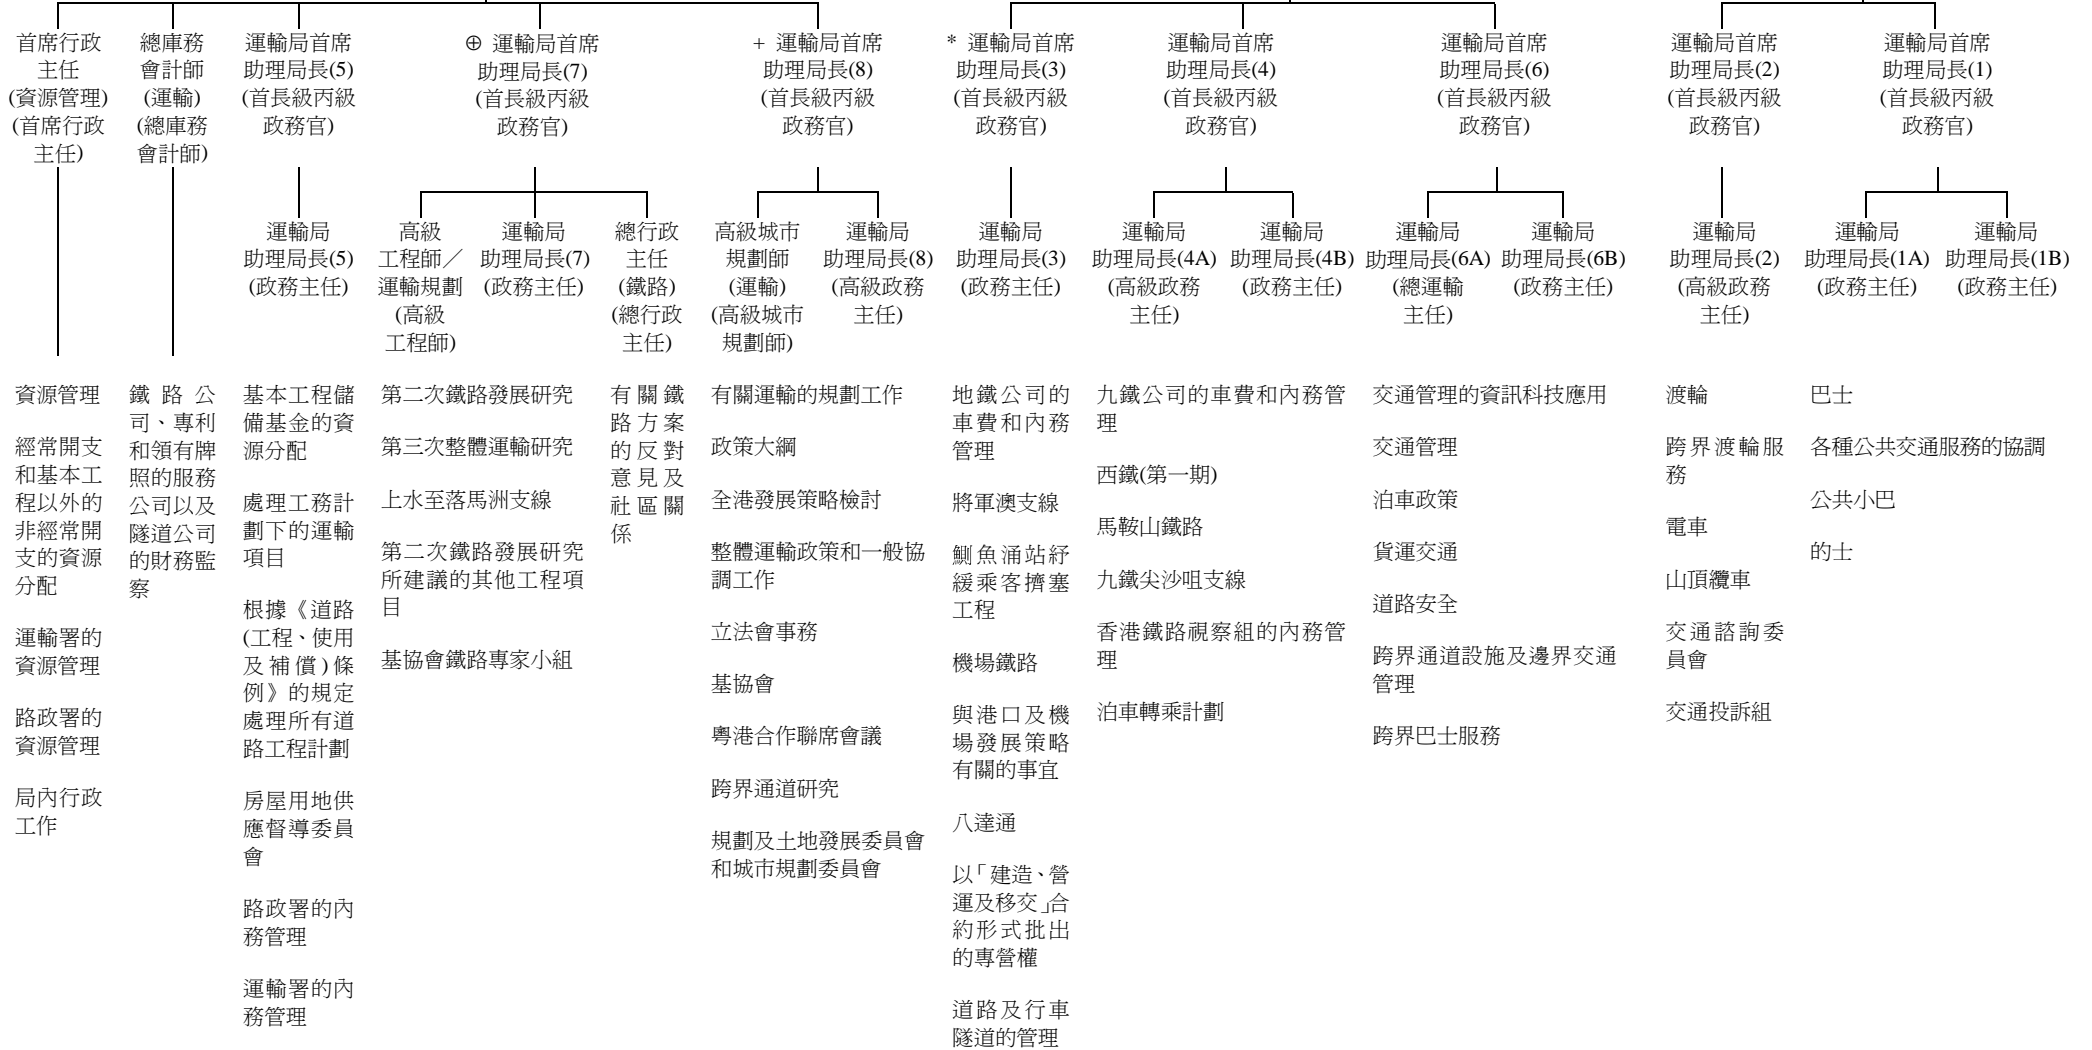 首席行政
主任
(資源管理)
(首席行政
主任)
總庫務
會計師
(運輸)
(總庫務
會計師)
運輸局首席
助理局長(5)
(首長級丙級
政務官)
⊕ 運輸局首席
助理局長(7)
(首長級丙級
政務官)
+ 運輸局首席
助理局長(8)
(首長級丙級
政務官)
* 運輸局首席
助理局長(3)
(首長級丙級
政務官)
運輸局首席
助理局長(4)
(首長級丙級
政務官)
運輸局首席
助理局長(6)
(首長級丙級
政務官)
運輸局首席
助理局長(2)
(首長級丙級
政務官)
運輸局首席
助理局長(1)
(首長級丙級
政務官)
運輸局
助理局長(5)
(政務主任)
高級
工程師／
運輸規劃
(高級
工程師)
運輸局
助理局長(7)
(政務主任)
總行政
主任
(鐵路)
(總行政
主任)
高級城市
規劃師
(運輸)
(高級城市
規劃師)
運輸局
助理局長(8)
(高級政務
主任)
運輸局
助理局長(3)
(政務主任)
運輸局
助理局長(4A)
(高級政務
主任)
運輸局
助理局長(4B)
(政務主任)
運輸局
助理局長(6A)
(總運輸
主任)
運輸局
助理局長(6B)
(政務主任)
運輸局
助理局長(2)
(高級政務
主任)
運輸局
助理局長(1A)
(政務主任)
運輸局
助理局長(1B)
(政務主任)
資源管理
經常開支
和基本工
程以外的
非經常開
支的資源
分配
運輸署的
資源管理
路政署的
資源管理
局內行政
工作
鐵路公
司、專利
和領有牌
照的服務
公司以及
隧道公司
的財務監
察
基本工程儲
備基金的資
源分配
處理工務計
劃下的運輸
項目
根據《道路
(工程、使用
及補償)條
例》的規定
處理所有道
路工程計劃
房屋用地供
應督導委員
會
路政署的內
務管理
運輸署的內
務管理
第二次鐵路發展研究
第三次整體運輸研究
上水至落馬洲支線
第二次鐵路發展研究
所建議的其他工程項
目
基協會鐵路專家小組
有關鐵
路方案
的反對
意見及
社區關
係
有關運輸的規劃工作
政策大綱
全港發展策略檢討
整體運輸政策和一般協
調工作
立法會事務
基協會
粵港合作聯席會議
跨界通道研究
規劃及土地發展委員會
和城市規劃委員會
地鐵公司的
車費和內務
管理
將軍澳支線
鰂魚涌站紓
緩乘客擠塞
工程
機場鐵路
與港口及機
場發展策略
有關的事宜
八達通
以「建造、營
運及移交」合
約形式批出
的專營權
道路及行車
隧道的管理
九鐵公司的車費和內務管
理
西鐵(第一期)
馬鞍山鐵路
九鐵尖沙咀支線
香港鐵路視察組的內務管
理
泊車轉乘計劃
交通管理的資訊科技應用
交通管理
泊車政策
貨運交通
道路安全
跨界通道設施及邊界交通
管理
跨界巴士服務
渡輪
跨界渡輪服
務
電車
山頂纜車
交通諮詢委
員會
交通投訴組
巴士
各種公共交通服務的協調
公共小巴
的士